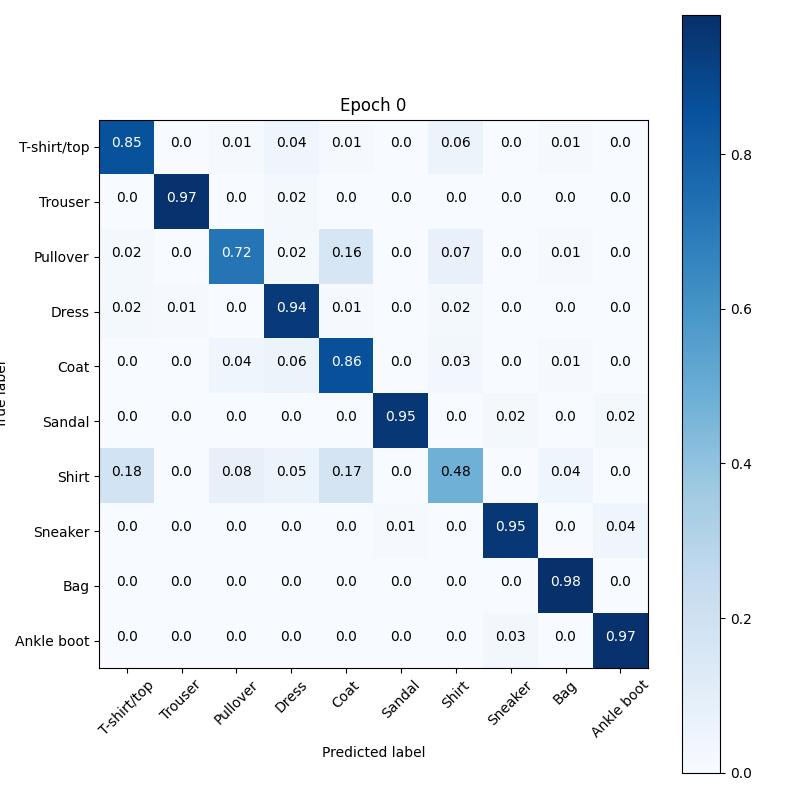 Epoch 0
T-shirt/top 0.85 0.0 0.01 0.04 0.01 0.0 0.06 0.0 0.01 0.0
Trouser 0.0 0.97 0.0 0.02 0.0 0.0 0.0 0.0 0.0 0.0
Pullover 0.02 0.0 0.72 0.02 0.16 0.0 0.07 0.0 0.01 0.0
Dress 0.02 0.01 0.0 0.94 0.01 0.0 0.02 0.0 0.0 0.0
Coat 0.0 0.0 0.04 0.06 0.86 0.0 0.03 0.0 0.01 0.0
Sandal 0.0 0.0 0.0 0.0 0.0 0.95 0.0 0.02 0.0 0.02
Shirt 0.18 0.0 0.08 0.05 0.17 0.0 0.48 0.0 0.04 0.0
Sneaker 0.0 0.0 0.0 0.0 0.0 0.01 0.0 0.95 0.0 0.04
Bag 0.0 0.0 0.0 0.0 0.0 0.0 0.0 0.0 0.98 0.0
Ankle boot 0.0 0.0 0.0 0.0 0.0 0.0 0.0 0.03 0.0 0.97
T-shirt/top Trouser Pullover Dress Coat Sandal Shirt Sneaker Bag Ankle boot
Predicted label
label
0.8
0.6
0.4
0.2
0.0